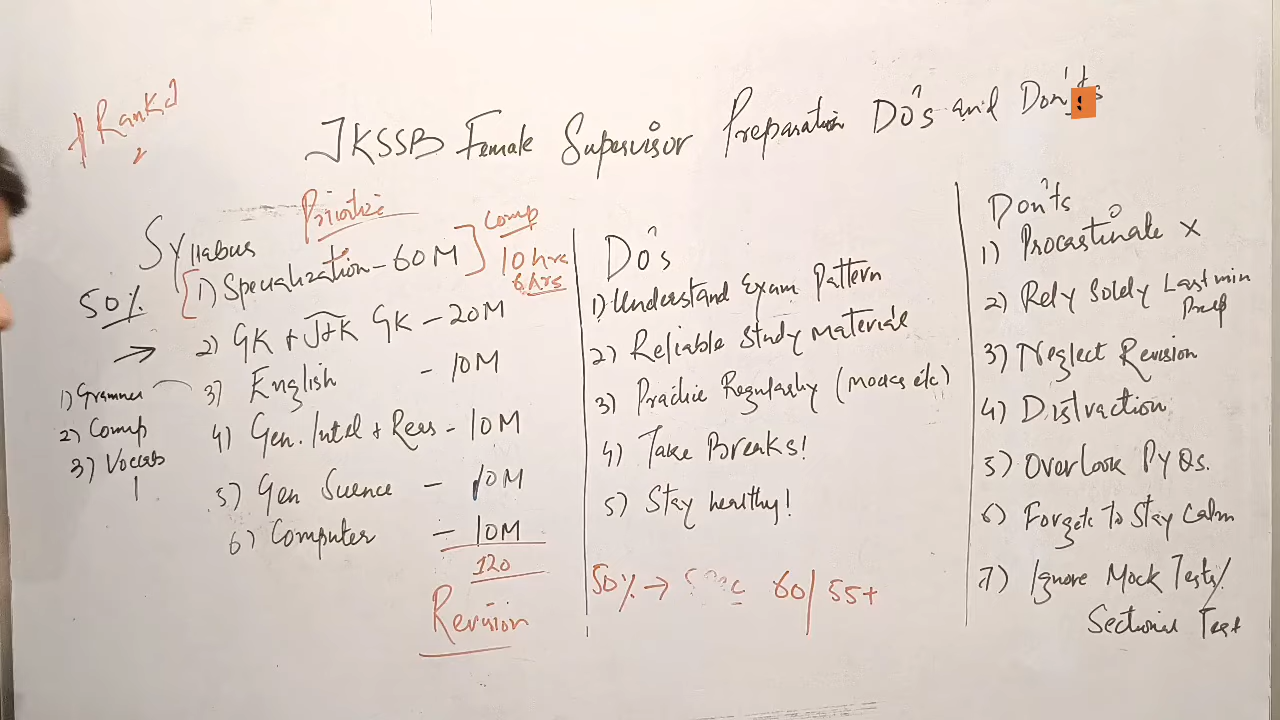 # Rank 1
2
JKSSB Female Supervisor Preparation Do's and Don'ts
Prioritize
Syllabus
50%
1) Specialization - 60M
Comp
10 hrs
6 hrs
2) GK + J+K GK - 20M
3) English - 10M
1) Grammer
2) Comp
3) Vocab
4) Gen. Intel + Reas - 10M
5) Gen Science - 10M
6) Computer - 10M
120
Revision
Do's
1) Understand Exam Pattern
2) Reliable Study Material
3) Practice Regularly (Mocks etc)
4) Take Breaks!
5) Stay healthy!
50% → 60/55+
Don'ts
1) Procastinate X
2) Rely Solely Last min
Prep
3) Neglect Revision
4) Distraction
5) Overlook PYQs.
6) Forget to Stay Calm
7) Ignore Mock Tests/
Sectional Test